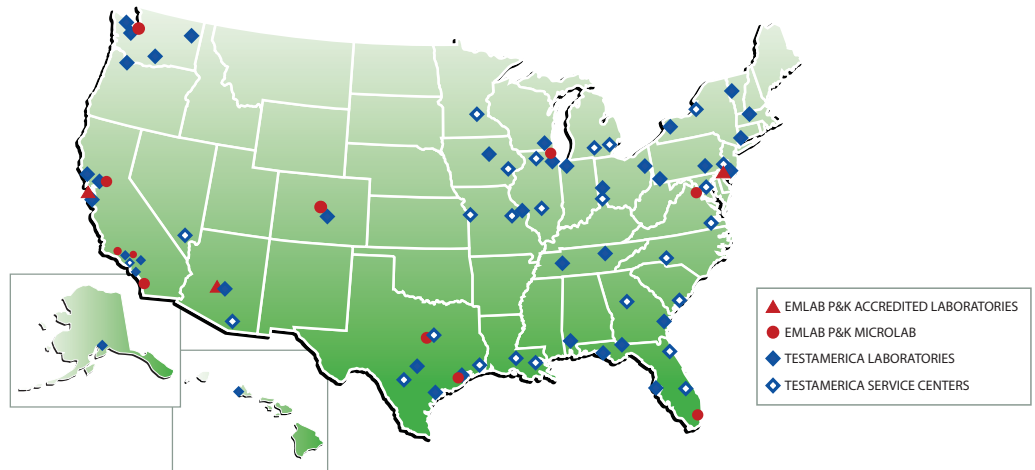 EMLAB P&K ACCREDITED LABORATORIES
EMLAB P&K MICROLAB
TESTAMERICA LABORATORIES
TESTAMERICA SERVICE CENTERS